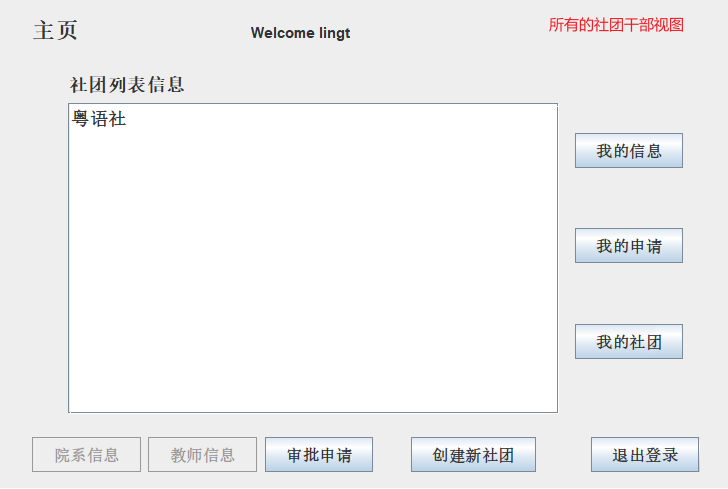 主页
Welcome lingt
所有的社团干部视图
社团列表信息
粤语社
我的信息
我的申请
我的社团
院系信息
教师信息
审批申请
创建新社团
退出登录